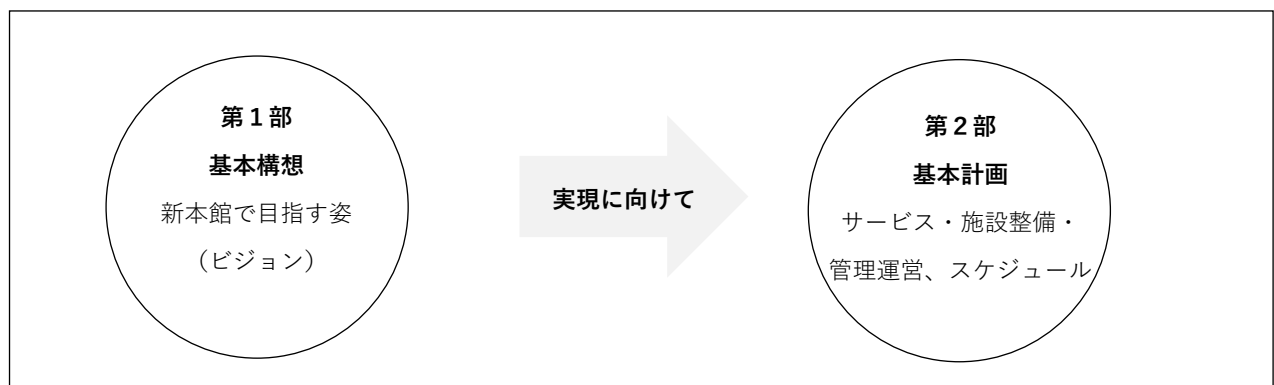 第１部
基本構想
新本館で目指す姿
（ビジョン）
実現に向けて
第２部
基本計画
サービス・施設整備・
管理運営、スケジュール